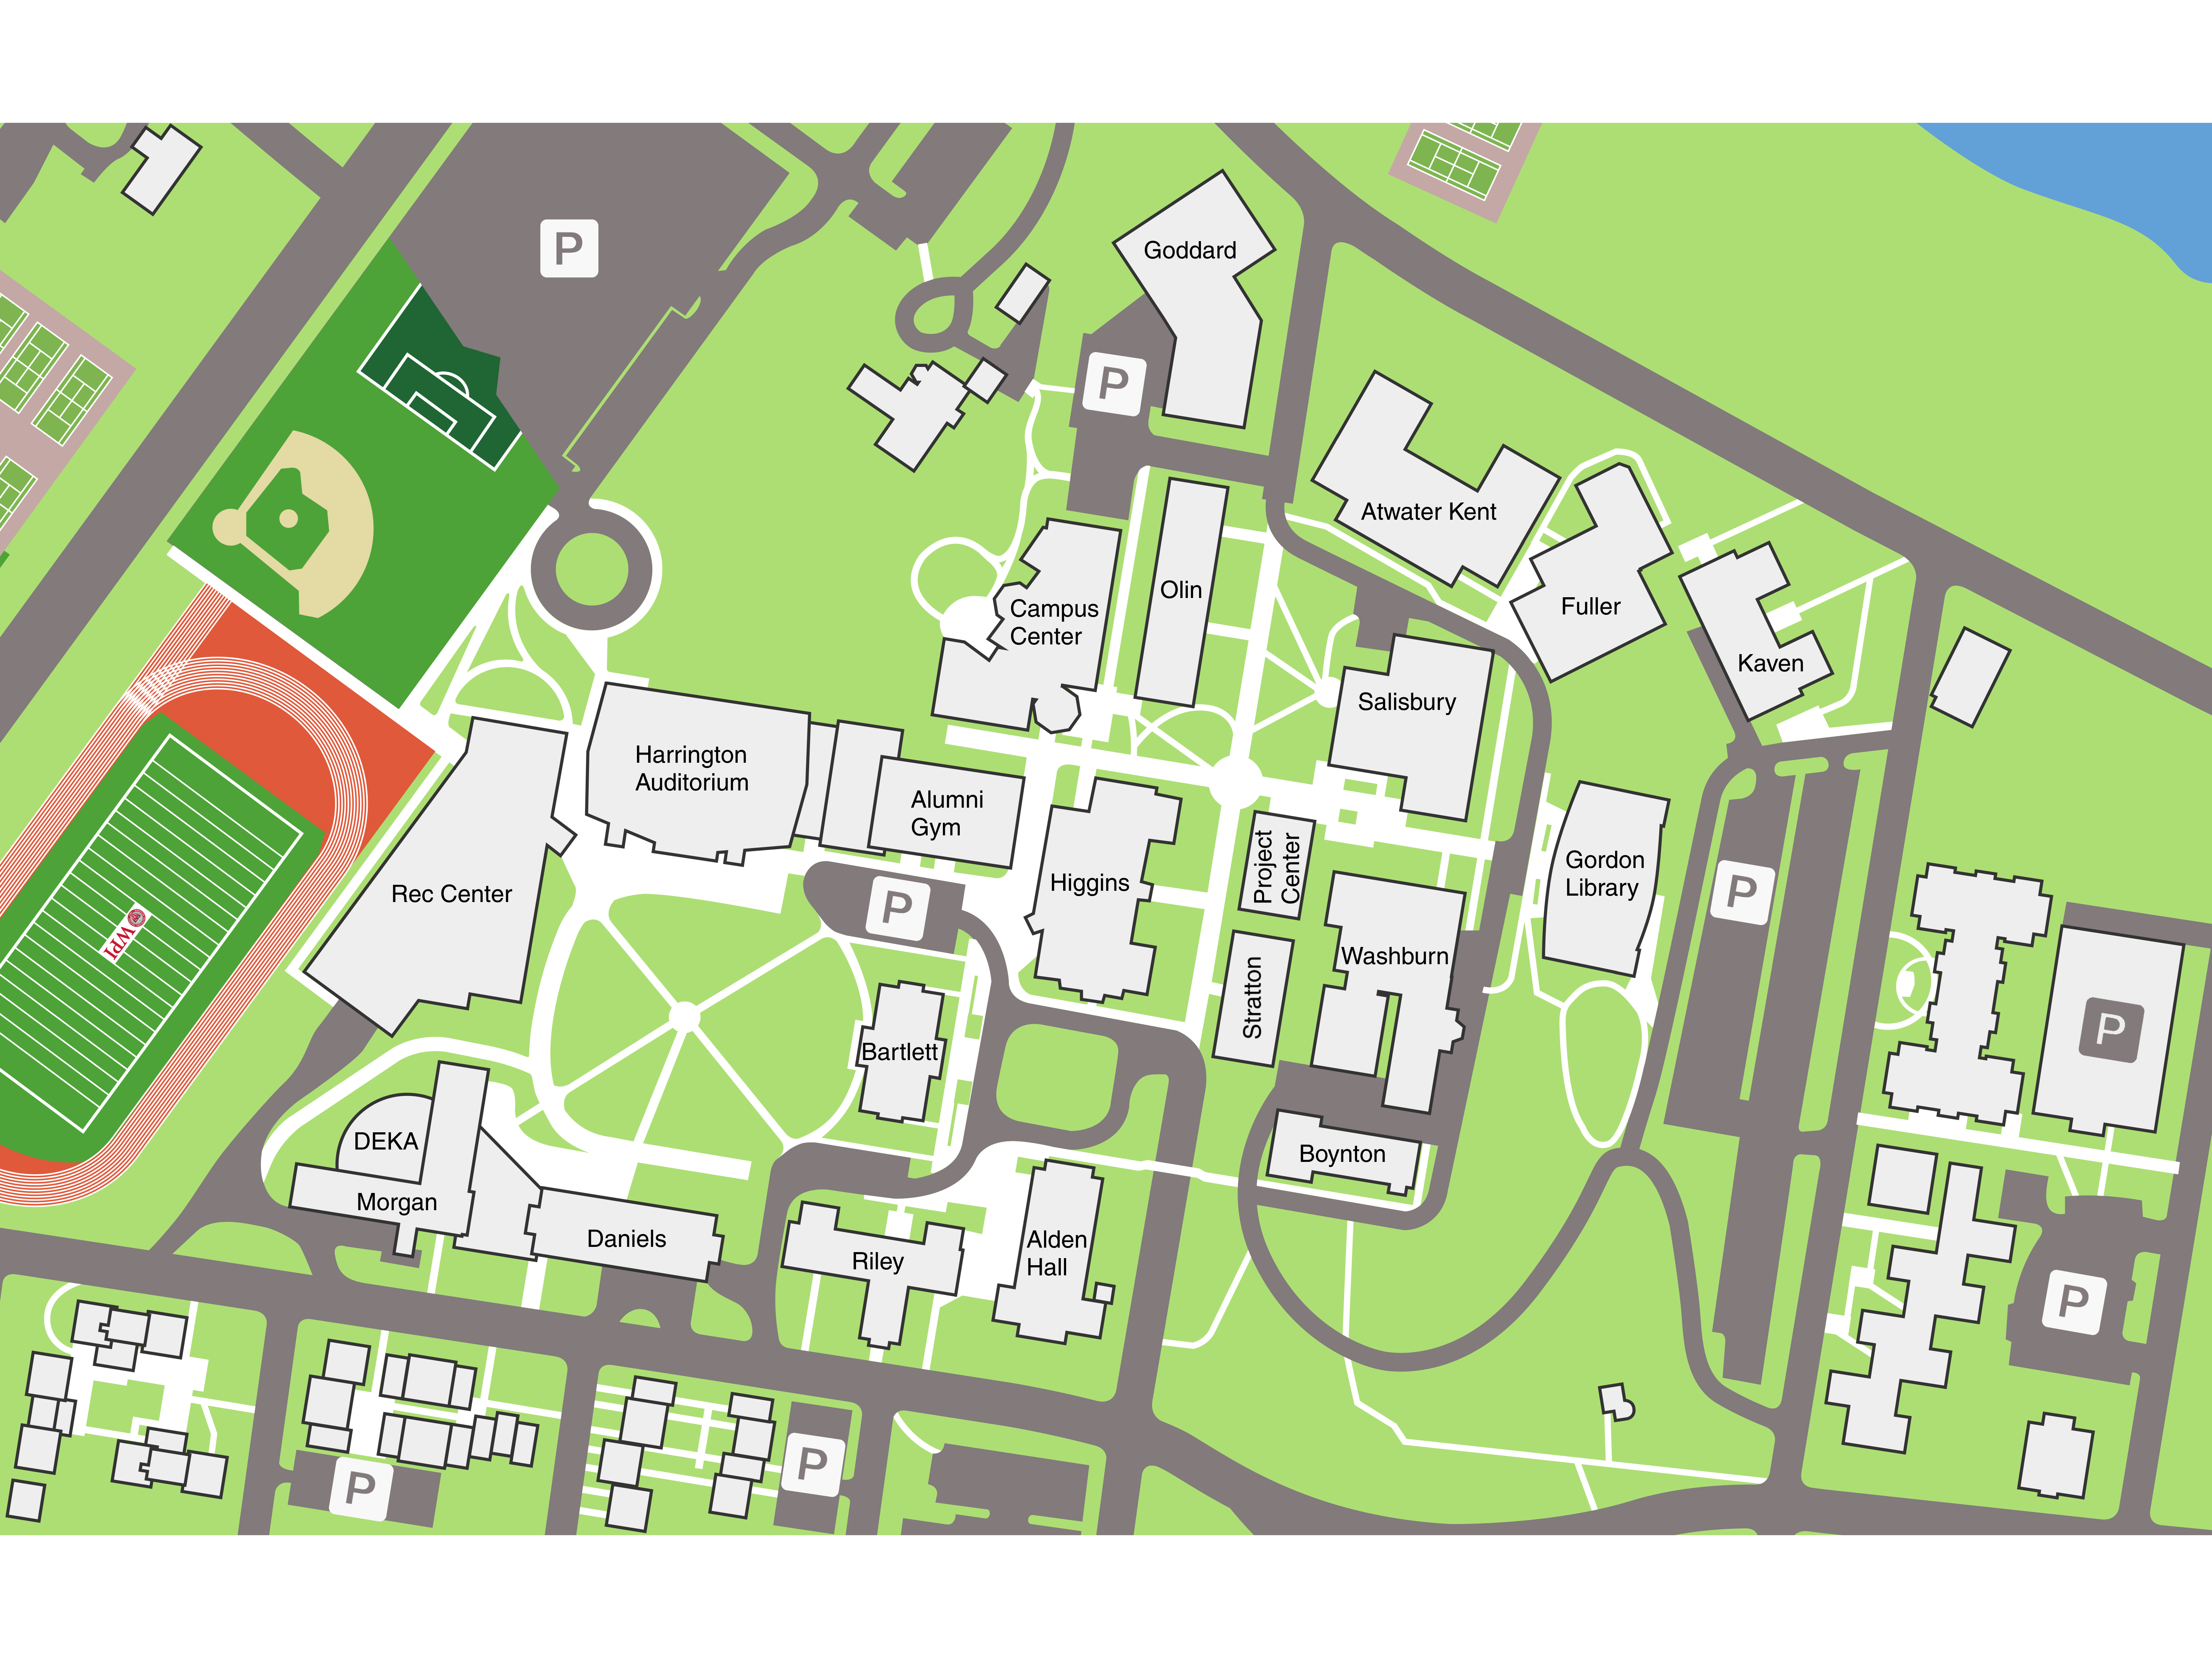 P
Goddard
P
Atwater Kent
Olin
Campus
Center
Fuller
Kaven
Salisbury
Harrington
Auditorium
Alumni
Gym
Rec Center
Higgins
Project
Center
Gordon
Library
P
P
WPI
Washburn
Stratton
Bartlett
P
DEKA
Morgan
Boynton
Daniels
Riley
Alden
Hall
P
P
P